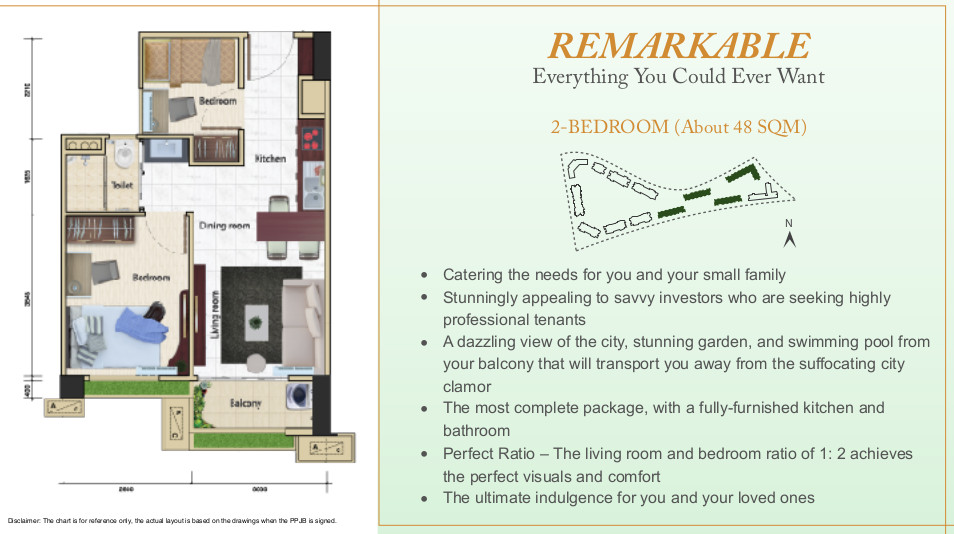 REMARKABLE
Everything You Could Ever Want
2-BEDROOM (About 48 SQM)
N
• Catering the needs for you and your small family
• Stunningly appealing to savvy investors who are seeking highly
professional tenants
• A dazzling view of the city, stunning garden, and swimming pool from
your balcony that will transport you away from the suffocating city
clamor
• The most complete package, with a fully-furnished kitchen and
bathroom
• Perfect Ratio – The living room and bedroom ratio of 1: 2 achieves
the perfect visuals and comfort
• The ultimate indulgence for you and your loved ones
Bedroom
Kitchen
Toilet
Dining room
Bedroom
Living room
Balcony
Disclaimer: The chart is for reference only, the actual layout is based on the drawings when the PPJB is signed.